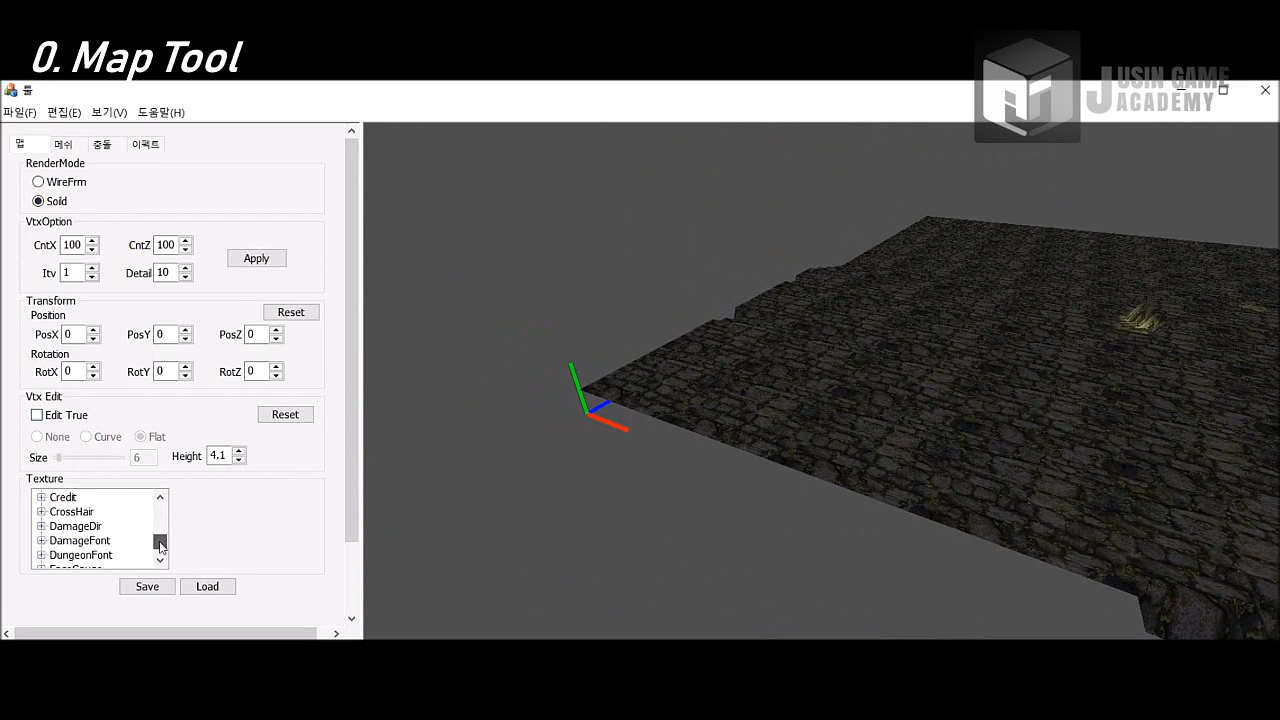 0. Map Tool
JUSIN GAME
ACADEMY
툴
파일(F) 편집(E) 보기(V) 도움말(H)
맵 메쉬 충돌 이펙트
RenderMode
WireFrm
Soild
VtxOption
CntX 100 CntZ 100
Apply
Itv 1 Detail 10
Transform
Position
Reset
PosX 0 PosY 0 PosZ 0
Rotation
RotX 0 RotY 0 RotZ 0
Vtx Edit
Edit True
Reset
None Curve Flat
Size 6 Height 4.1
Texture
Credit
CrossHair
DamageDir
DamageFont
DungeonFont
Save Load